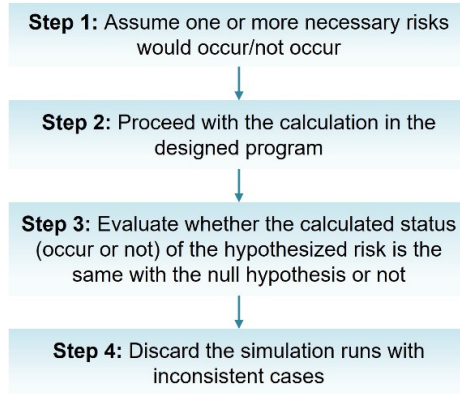 Step 1: Assume one or more necessary risks
would occur/not occur
Step 2: Proceed with the calculation in the
designed program
Step 3: Evaluate whether the calculated status
(occur or not) of the hypothesized risk is the
same with the null hypothesis or not
Step 4: Discard the simulation runs with
inconsistent cases